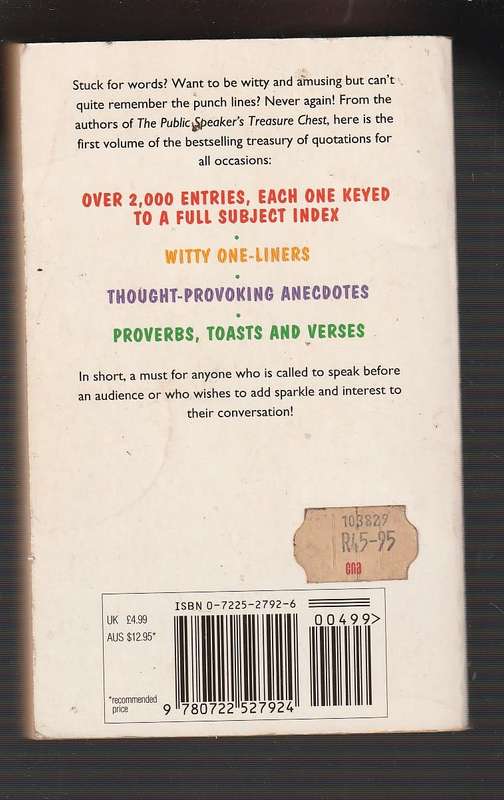 Stuck for words? Want to be witty and amusing but can't
quite remember the punch lines? Never again! From the
authors of The Public Speaker's Treasure Chest, here is the
first volume of the bestselling treasury of quotations for
all occasions:
OVER 2,000 ENTRIES, EACH ONE KEYED
TO A FULL SUBJECT INDEX
•
WITTY ONE-LINERS
•
THOUGHT-PROVOKING ANECDOTES
•
PROVERBS, TOASTS AND VERSES
In short, a must for anyone who is called to speak before
an audience or who wishes to add sparkle and interest to
their conversation!
103829
R45-95
cna
UK £4.99
AUS $12.95*
*recommended
price
ISBN 0-7225-2792-6
00499>
9 780722 527924